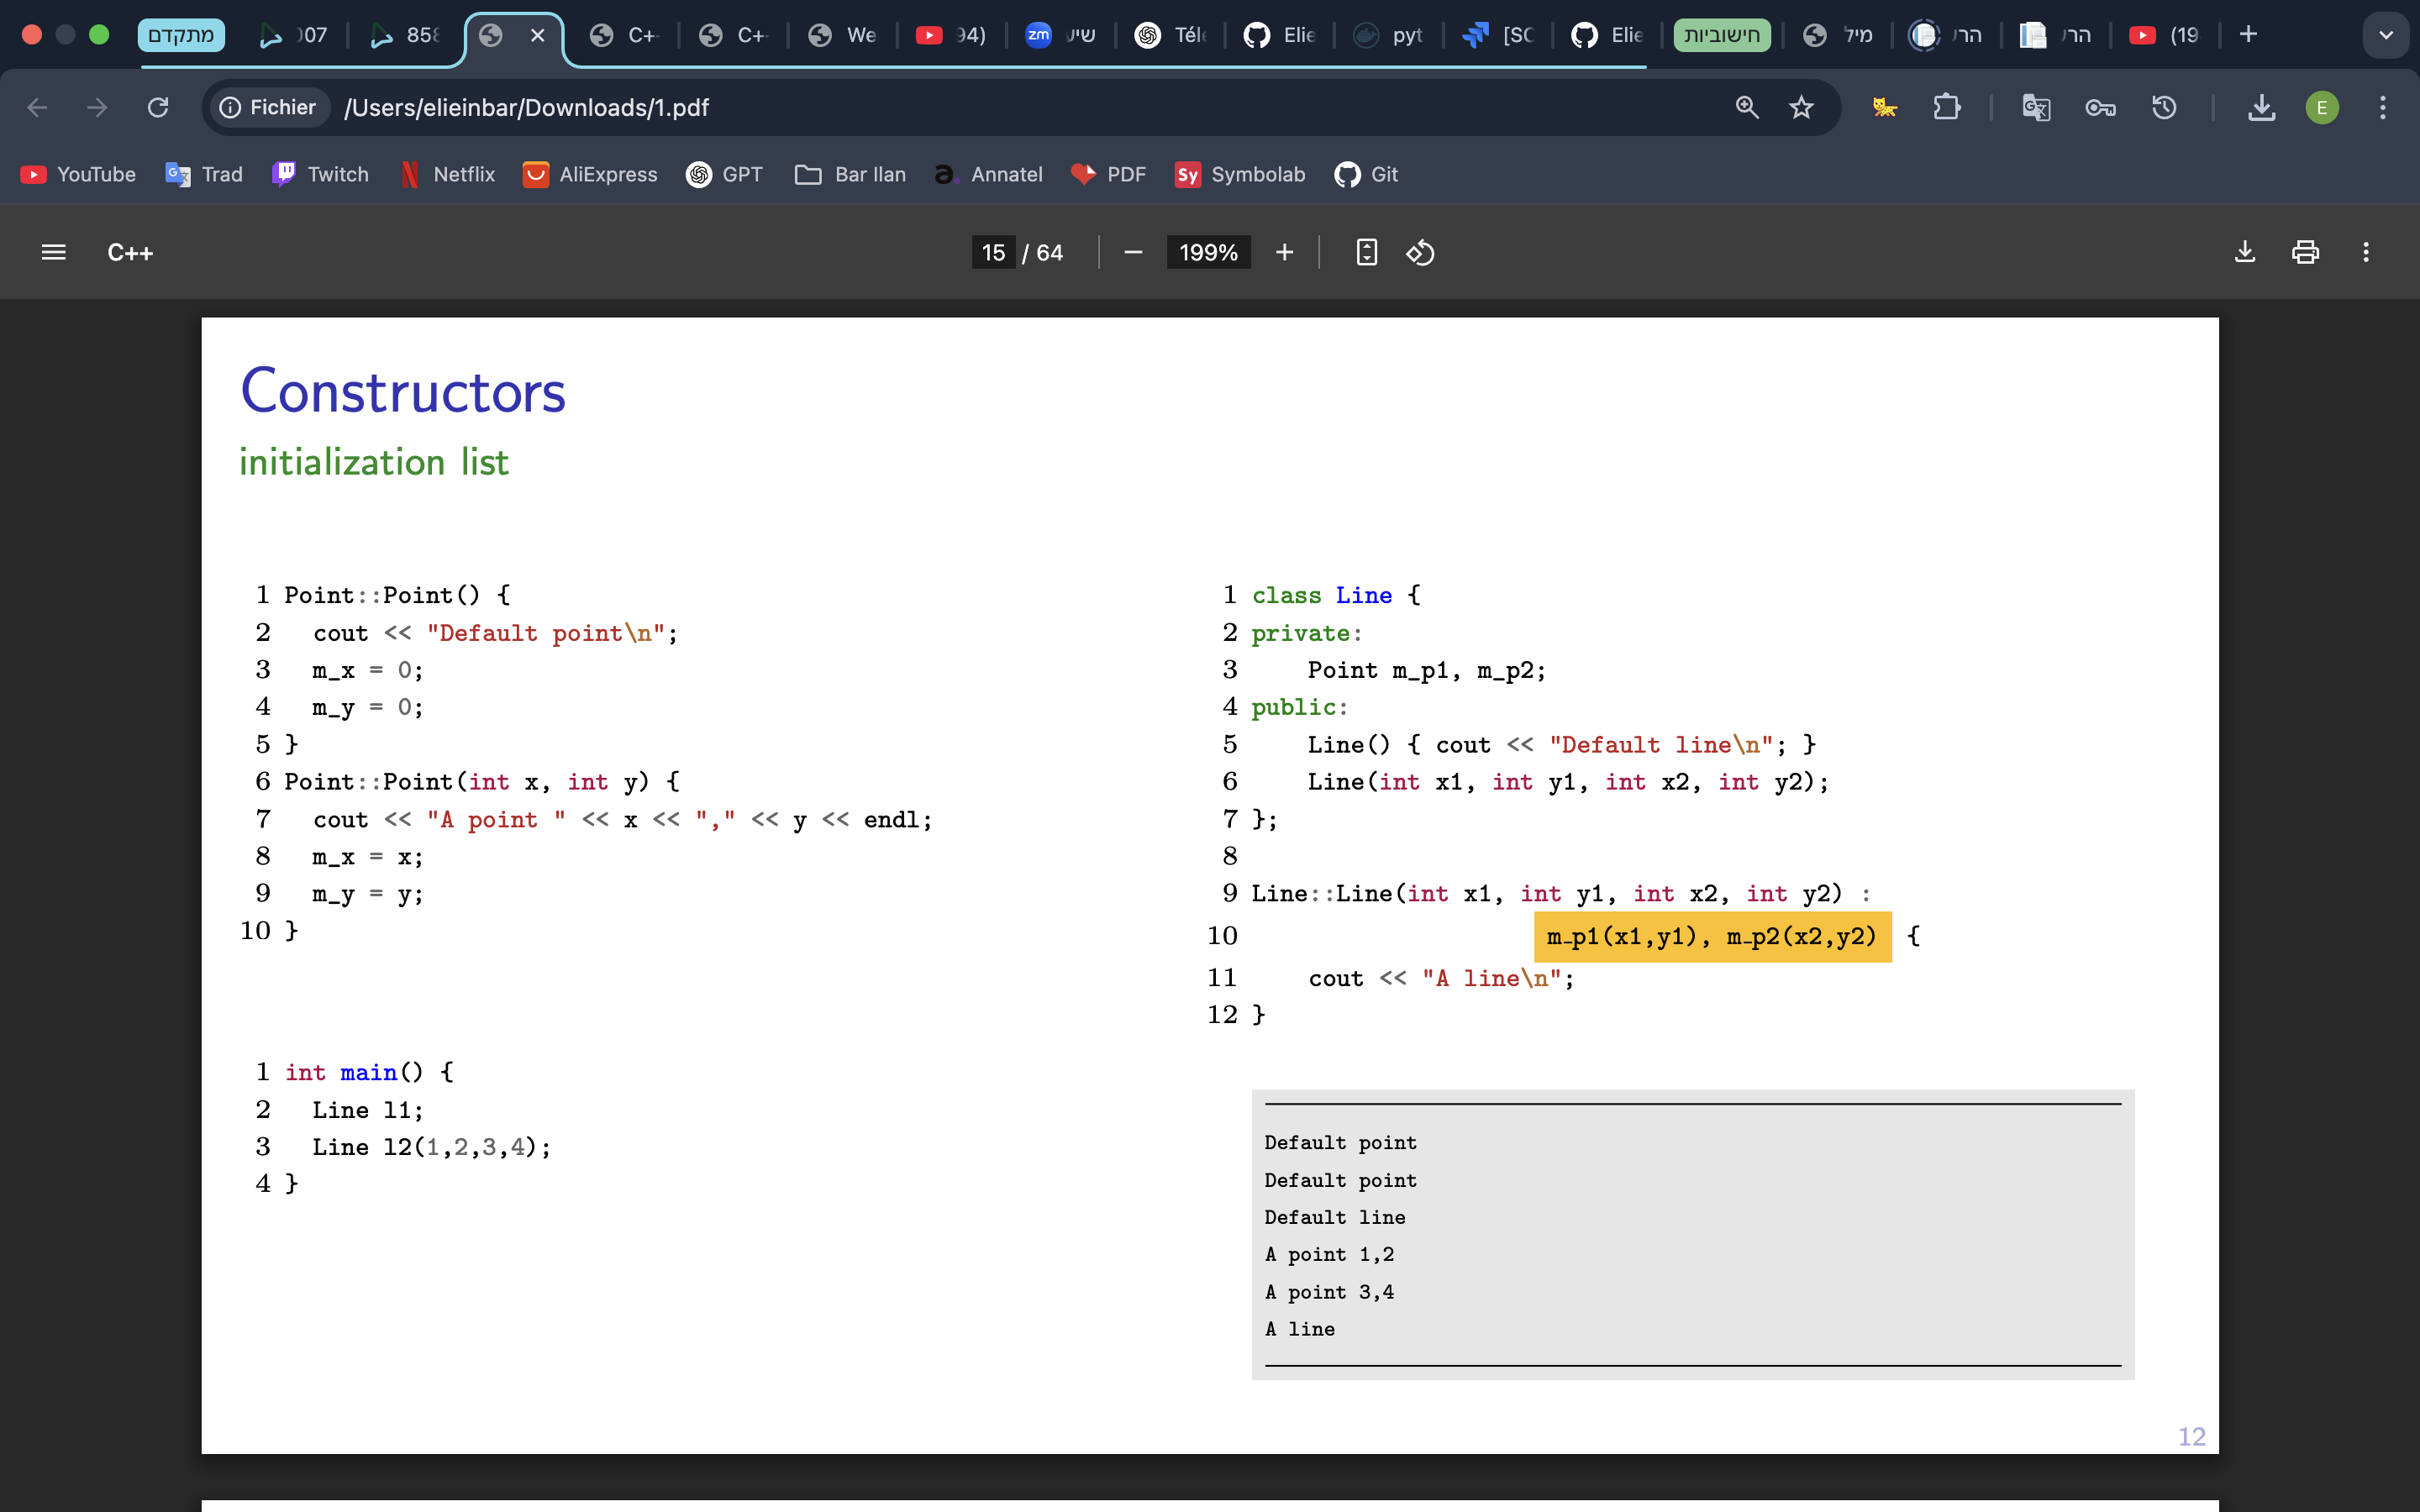 מתקדם
007
858
C+
C+
We
94)
zm
שיע
Télé
Elie
pyt
[SC
Elie
חישוביות
מיל
הרי
הרי
(19
Fichier
/Users/elieinbar/Downloads/1.pdf
E
YouTube
Trad
Twitch
Netflix
AliExpress
GPT
Bar Ilan
Annatel
PDF
Sy Symbolab
Git
C++
15 / 64
199%
Constructors
initialization list
1 Point::Point() {
2 cout << "Default point\n";
3 m_x = 0;
4 m_y = 0;
5 }
6 Point::Point(int x, int y) {
7 cout << "A point " << x << "," << y << endl;
8 m_x = x;
9 m_y = y;
10 }
1 int main() {
2 Line l1;
3 Line l2(1,2,3,4);
4 }
1 class Line {
2 private:
3 Point m_p1, m_p2;
4 public:
5 Line() { cout << "Default line\n"; }
6 Line(int x1, int y1, int x2, int y2);
7 };
8
9 Line::Line(int x1, int y1, int x2, int y2) :
10 m_p1(x1,y1), m_p2(x2,y2) {
11 cout << "A line\n";
12 }
Default point
Default point
Default line
A point 1,2
A point 3,4
A line
12